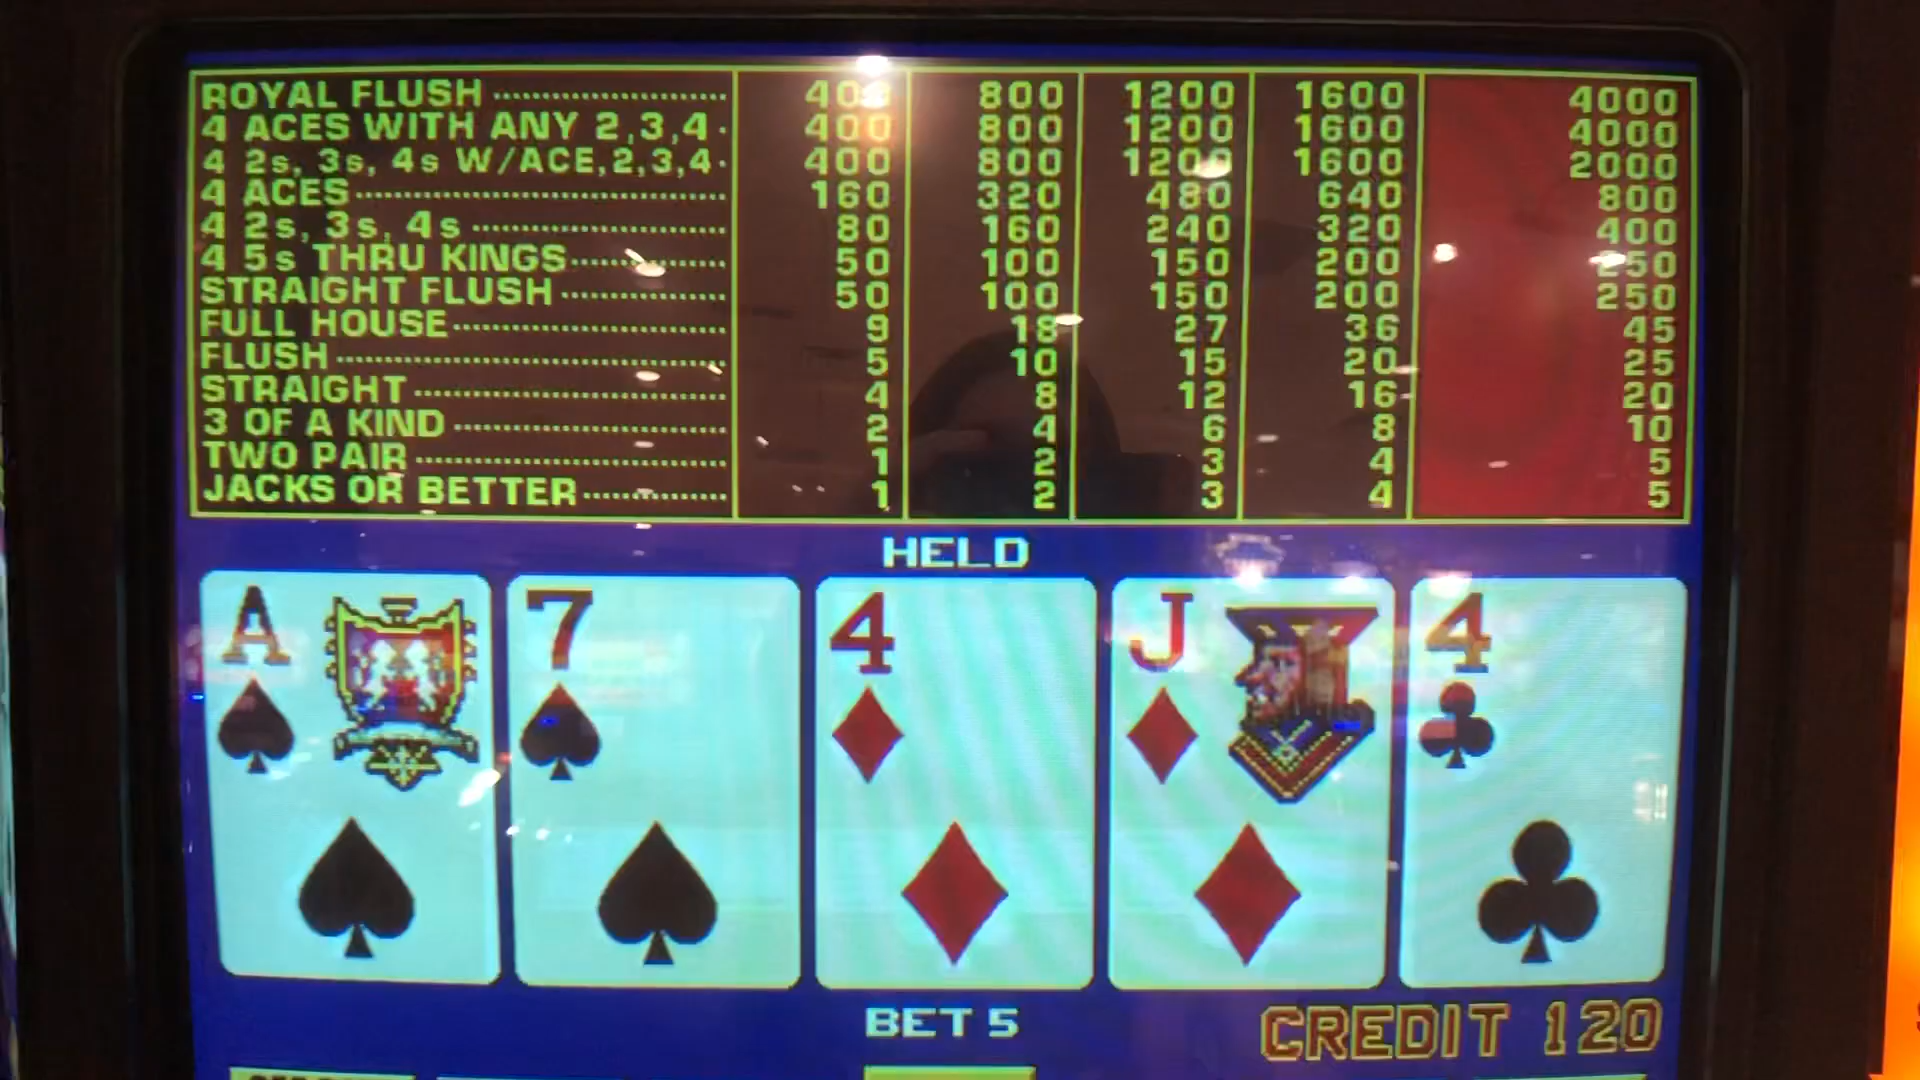 ROYAL FLUSH 400 800 1200 1600 4000
4 ACES WITH ANY 2,3,4 400 800 1200 1600 4000
4 2s, 3s, 4s W/ACE,2,3,4 400 800 1200 1600 2000
4 ACES 160 320 480 640 800
4 2s, 3s, 4s 80 160 240 320 400
4 5s THRU KINGS 50 100 150 200 250
STRAIGHT FLUSH 50 100 150 200 250
FULL HOUSE 9 18 27 36 45
FLUSH 5 10 15 20 25
STRAIGHT 4 8 12 16 20
3 OF A KIND 2 4 6 8 10
TWO PAIR 1 2 3 4 5
JACKS OR BETTER 1 2 3 4 5
HELD
A 7 4 J 4
BET 5 CREDIT 120